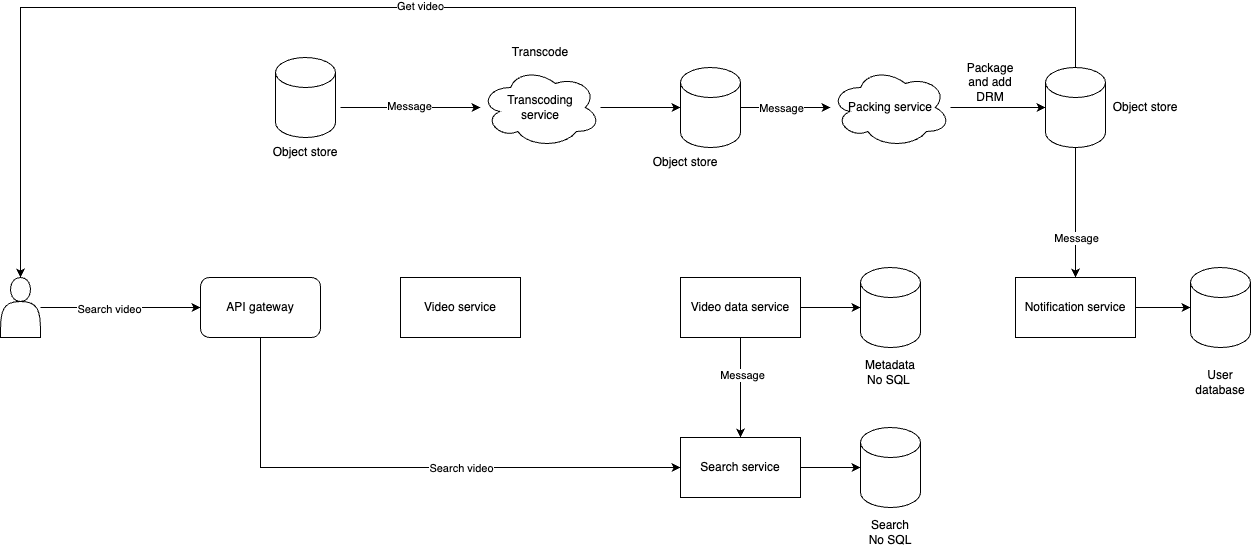 Get video
Transcode
Package
and add
DRM
Message
Transcoding
service
Message
Packing service
Object store
Object store
Object store
Message
Search video
API gateway
Video service
Video data service
Notification service
Metadata
No SQL
User
database
Message
Search video
Search service
Search
No SQL